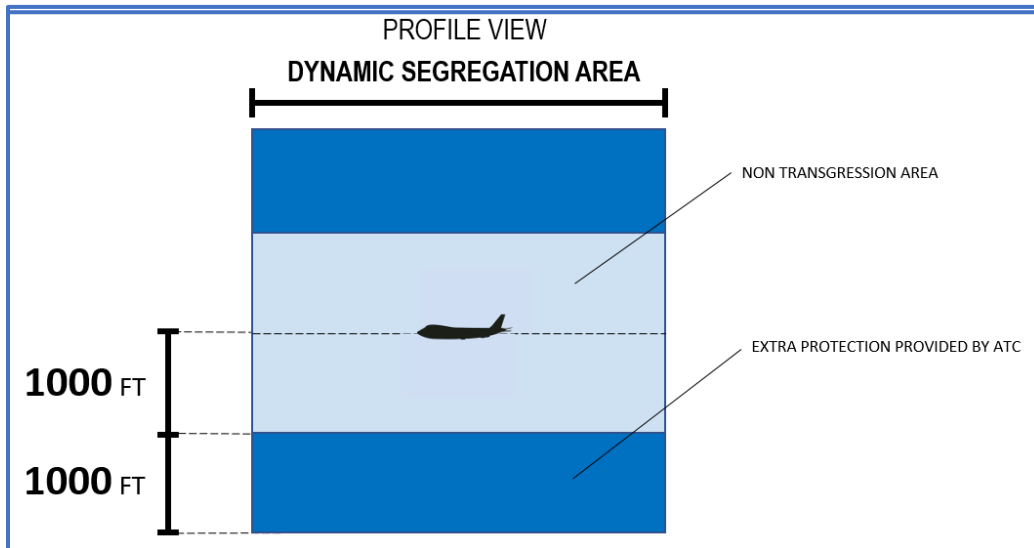 PROFILE VIEW
DYNAMIC SEGREGATION AREA
NON TRANSGRESSION AREA
EXTRA PROTECTION PROVIDED BY ATC
1000 FT
1000 FT